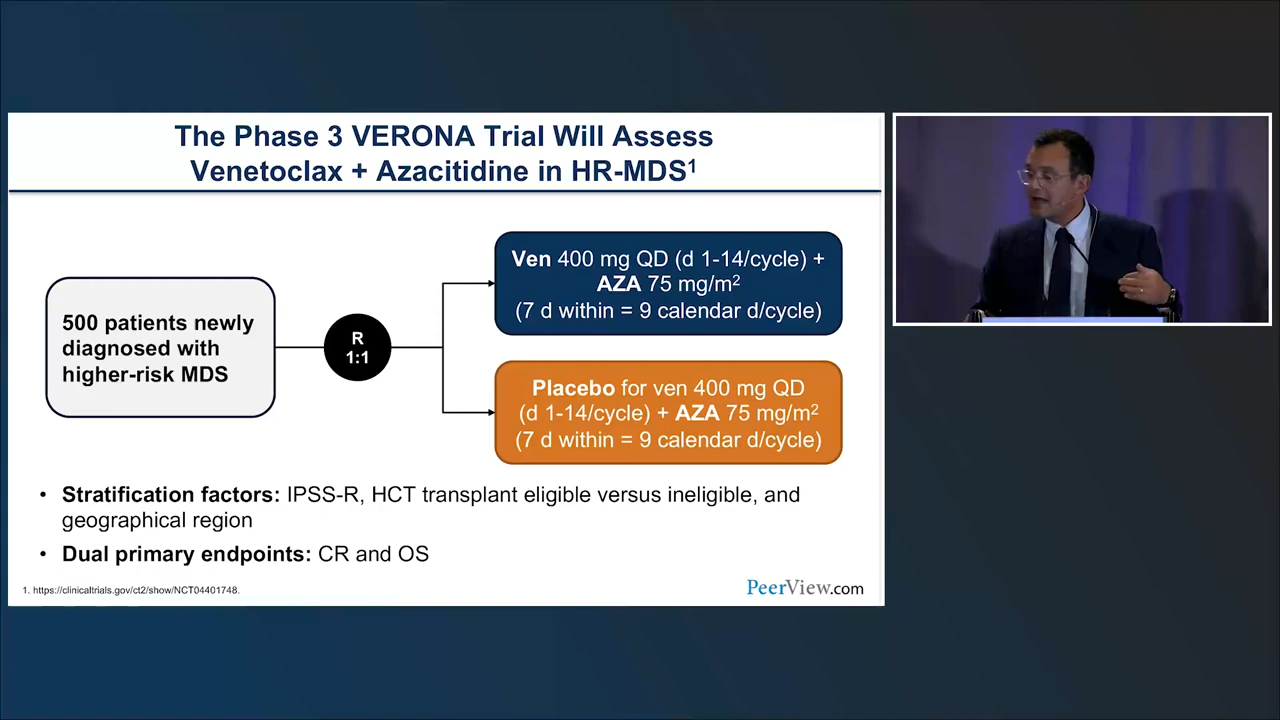 The Phase 3 VERONA Trial Will Assess
Venetoclax + Azacitidine in HR-MDS¹
500 patients newly
diagnosed with
higher-risk MDS
R
1:1
Ven 400 mg QD (d 1-14/cycle) +
AZA 75 mg/m²
(7 d within = 9 calendar d/cycle)
Placebo for ven 400 mg QD
(d 1-14/cycle) + AZA 75 mg/m²
(7 d within = 9 calendar d/cycle)
• Stratification factors: IPSS-R, HCT transplant eligible versus ineligible, and
geographical region
• Dual primary endpoints: CR and OS
1. https://clinicaltrials.gov/ct2/show/NCT04401748.
PeerView.com